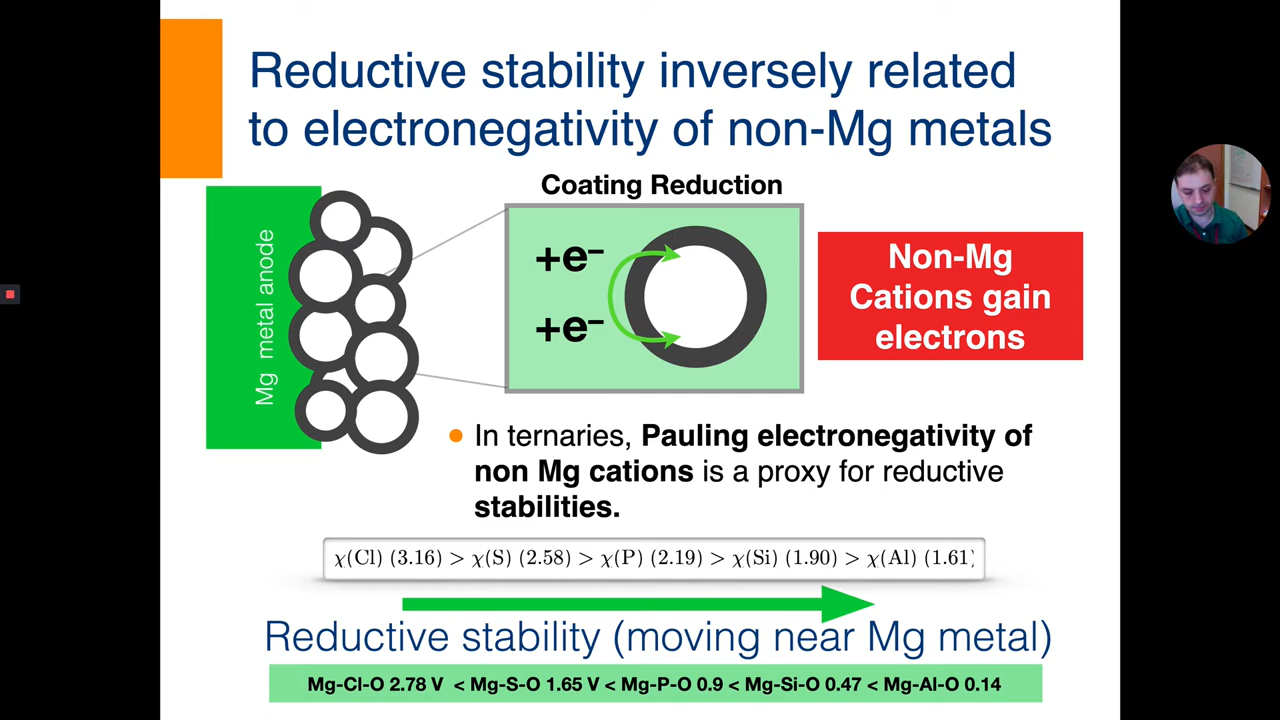 Reductive stability inversely related
to electronegativity of non-Mg metals
Mg metal anode
Coating Reduction
+e–
+e–
Non-Mg
Cations gain
electrons
In ternaries, Pauling electronegativity of
non Mg cations is a proxy for reductive
stabilities.
χ(Cl) (3.16) > χ(S) (2.58) > χ(P) (2.19) > χ(Si) (1.90) > χ(Al) (1.61)
Reductive stability (moving near Mg metal)
Mg-Cl-O 2.78 V < Mg-S-O 1.65 V < Mg-P-O 0.9 < Mg-Si-O 0.47 < Mg-Al-O 0.14